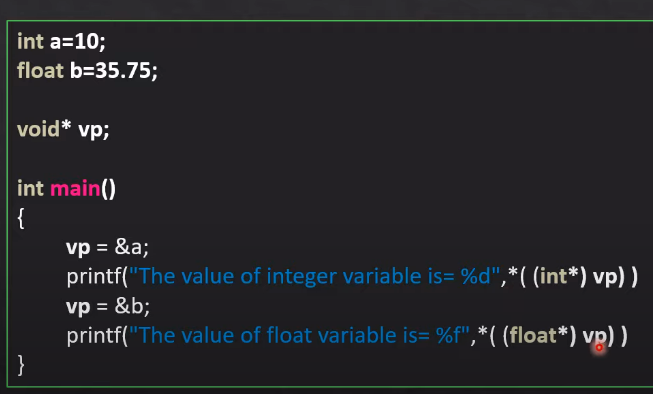 int a=10;
float b=35.75;
void* vp;
int main()
{
vp = &a;
printf("The value of integer variable is= %d",*( (int*) vp) )
vp = &b;
printf("The value of float variable is= %f",*( (float*) vp) )
}